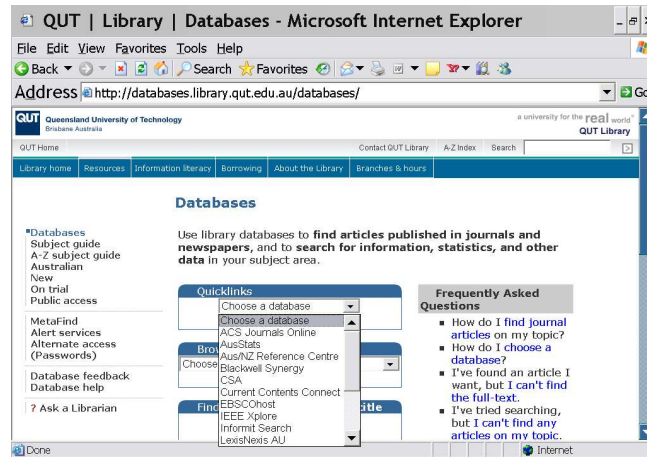 QUT | Library | Databases - Microsoft Internet Explorer
File Edit View Favorites Tools Help
Back Search Favorites
Address http://databases.library.qut.edu.au/databases/ Go
QUT Queensland University of Technology
Brisbane Australia
a university for the real world
QUT Library
QUT Home Contact QUT Library A-Z Index Search
Library home Resources Information literacy Borrowing About the Library Branches & hours
Databases
Databases
Subject guide
A-Z subject guide
Australian
New
On trial
Public access
MetaFind
Alert services
Alternate access
(Passwords)
Database feedback
Database help
? Ask a Librarian
Use library databases to find articles published in journals and
newspapers, and to search for information, statistics, and other
data in your subject area.
Quicklinks
Choose a database
Choose a database
ACS Journals Online
AusStats
Aus/NZ Reference Centre
Blackwell Synergy
CSA
Current Contents Connect
EBSCOhost
IEEE Xplore
Informit Search
LexisNexis AU
Choose
Find title
Frequently Asked
Questions
How do I find journal
articles on my topic?
How do I choose a
database?
I've found an article I
want, but I can't find
the full-text.
I've tried searching,
but I can't find any
articles on my topic.
Done Internet